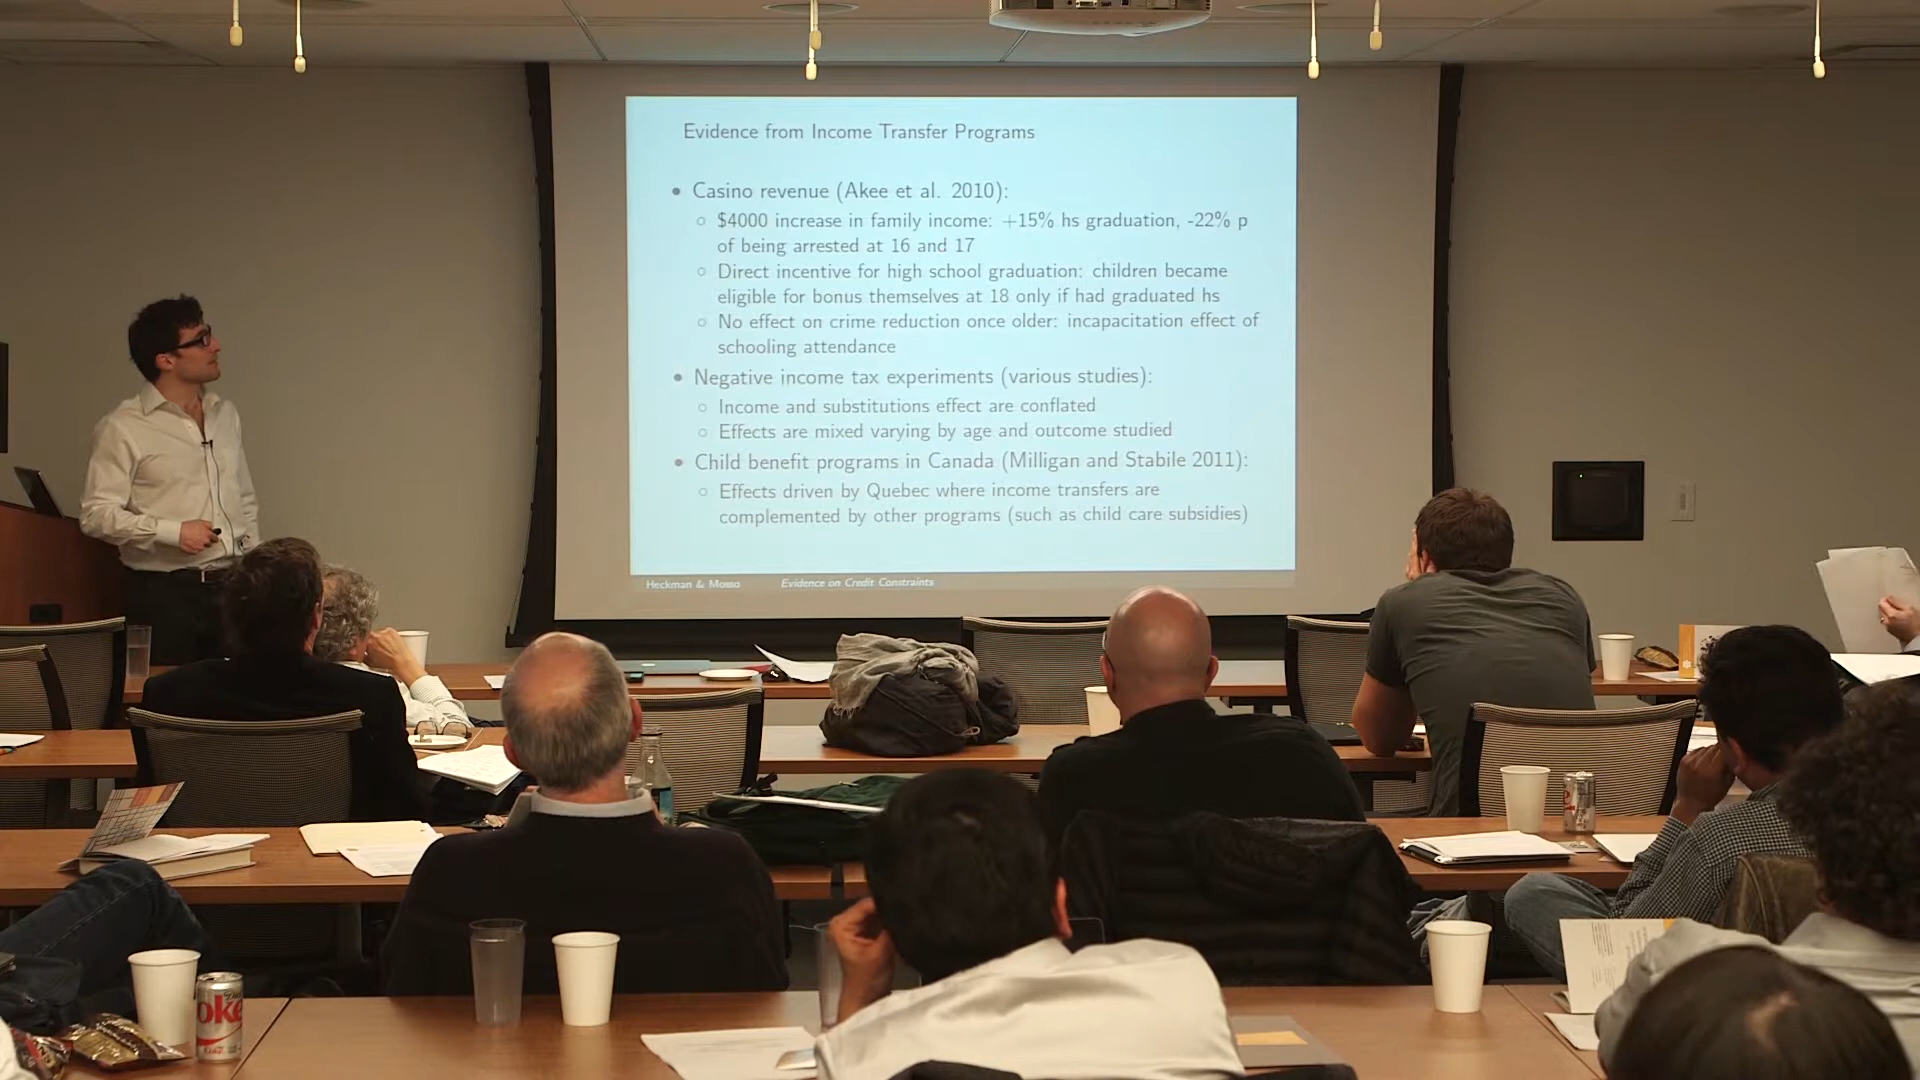 Evidence from Income Transfer Programs
• Casino revenue (Akee et al. 2010):
○ $4000 increase in family income: +15% hs graduation, -22% p
of being arrested at 16 and 17
○ Direct incentive for high school graduation: children became
eligible for bonus themselves at 18 only if had graduated hs
○ No effect on crime reduction once older: incapacitation effect of
schooling attendance
• Negative income tax experiments (various studies):
○ Income and substitutions effect are conflated
○ Effects are mixed varying by age and outcome studied
• Child benefit programs in Canada (Milligan and Stabile 2011):
○ Effects driven by Quebec where income transfers are
complemented by other programs (such as child care subsidies)
Heckman & Mosso Evidence on Credit Constraints
oke